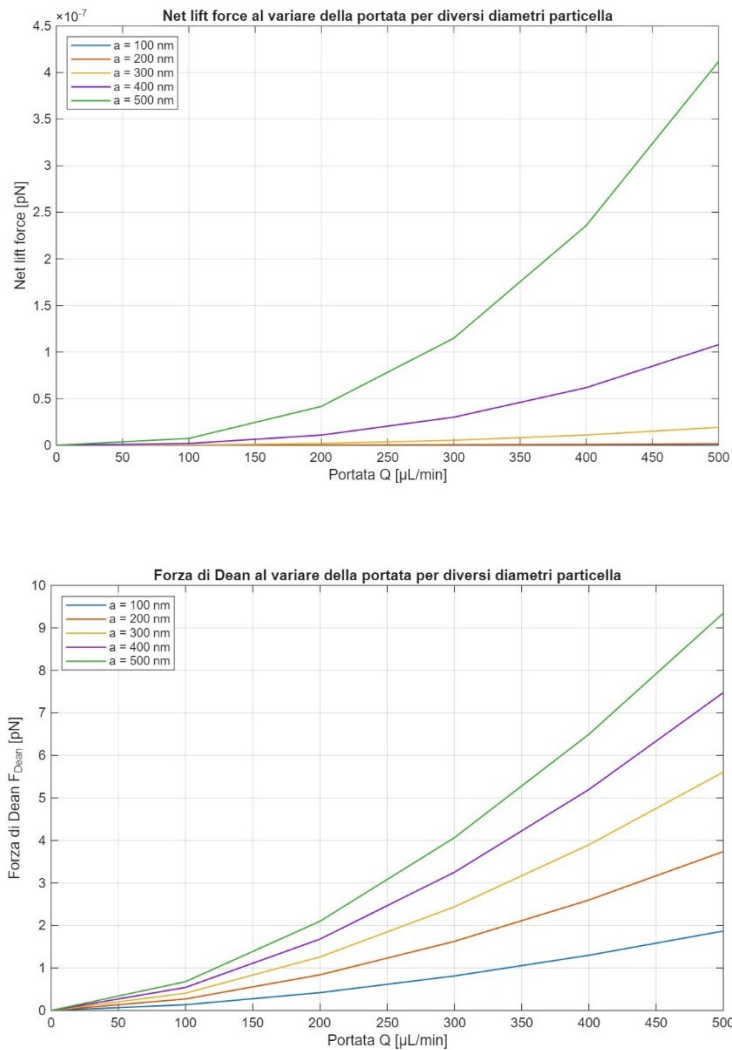 Net lift force al variare della portata per diversi diametri particella
×10⁻⁷
4.5
4
3.5
3
2.5
2
1.5
1
0.5
0
Net lift force [pN]
a = 100 nm
a = 200 nm
a = 300 nm
a = 400 nm
a = 500 nm
0 50 100 150 200 250 300 350 400 450 500
Portata Q [µL/min]
Forza di Dean al variare della portata per diversi diametri particella
10
9
8
7
6
5
4
3
2
1
0
Forza di Dean F_Dean [pN]
a = 100 nm
a = 200 nm
a = 300 nm
a = 400 nm
a = 500 nm
0 50 100 150 200 250 300 350 400 450 500
Portata Q [µL/min]